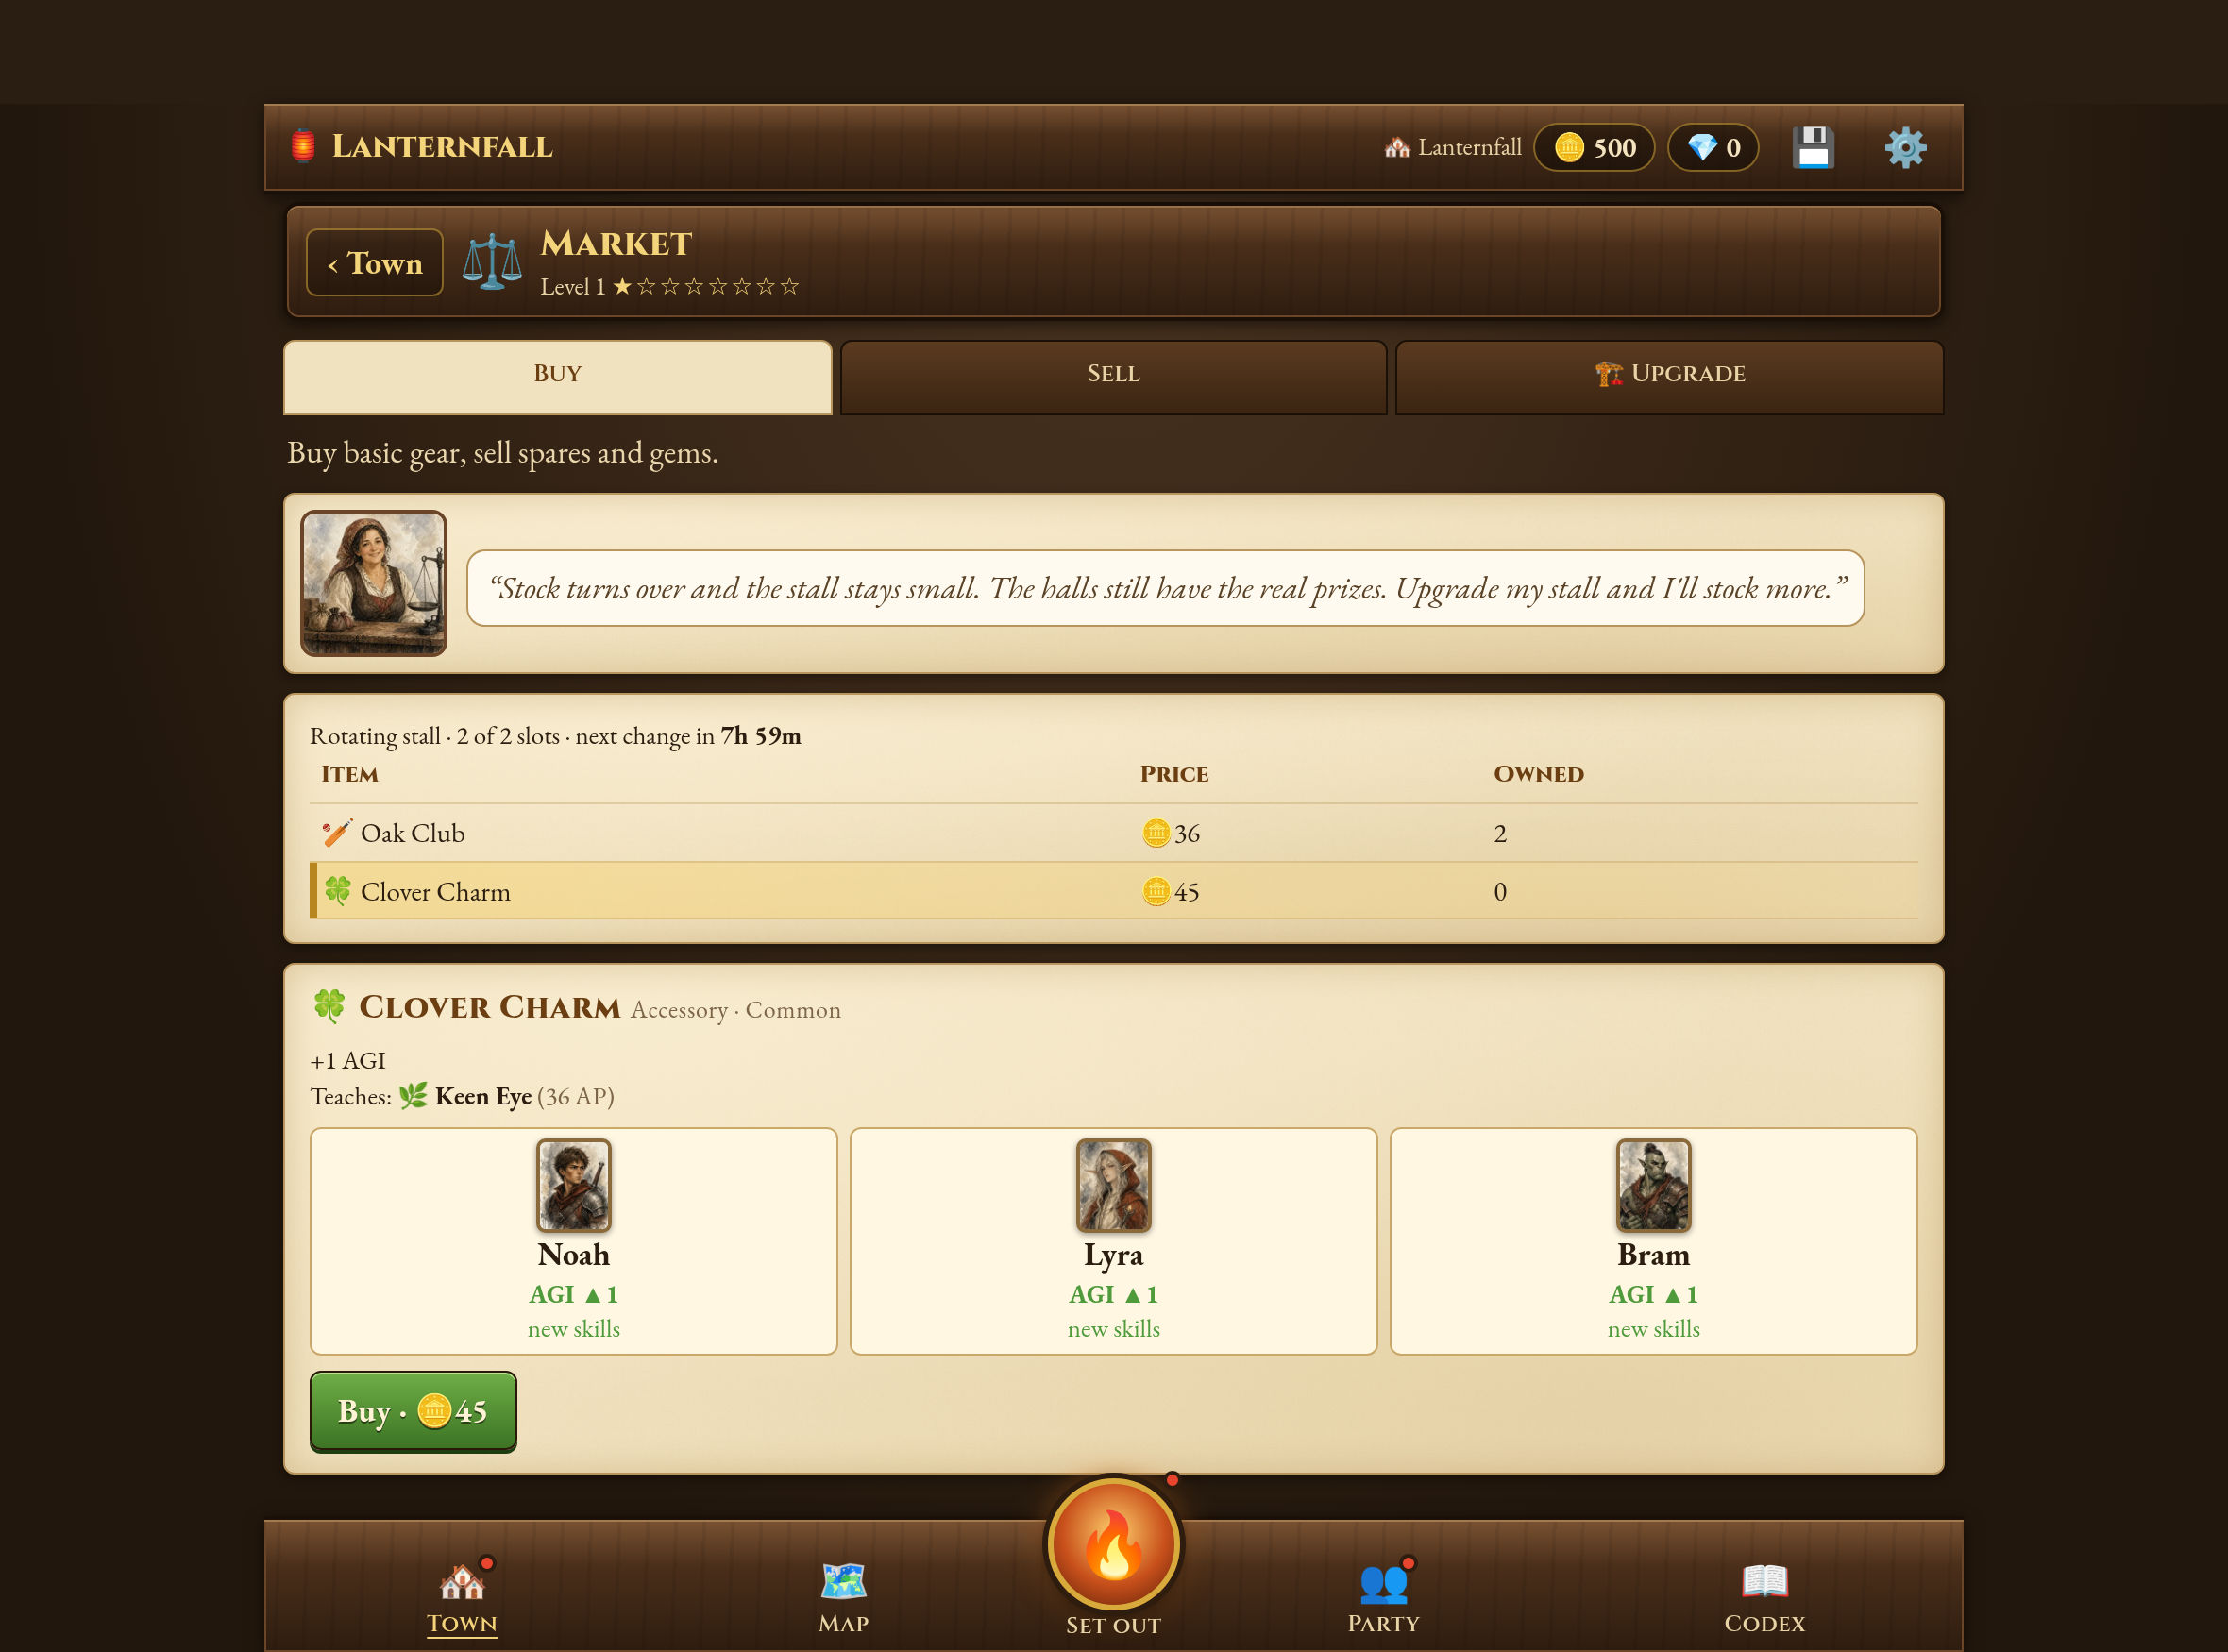 Lanternfall
Lanternfall 500 0
‹ Town
Market
Level 1 ★☆☆☆☆☆☆☆
Buy Sell Upgrade
Buy basic gear, sell spares and gems.
“Stock turns over and the stall stays small. The halls still have the real prizes. Upgrade my stall and I'll stock more.”
Rotating stall · 2 of 2 slots · next change in 7h 59m
Item Price Owned
Oak Club 36 2
Clover Charm 45 0
Clover Charm Accessory · Common
+1 AGI
Teaches: Keen Eye (36 AP)
Noah Lyra Bram
AGI ▲1 AGI ▲1 AGI ▲1
new skills new skills new skills
Buy · 45
Town Map Set out Party Codex